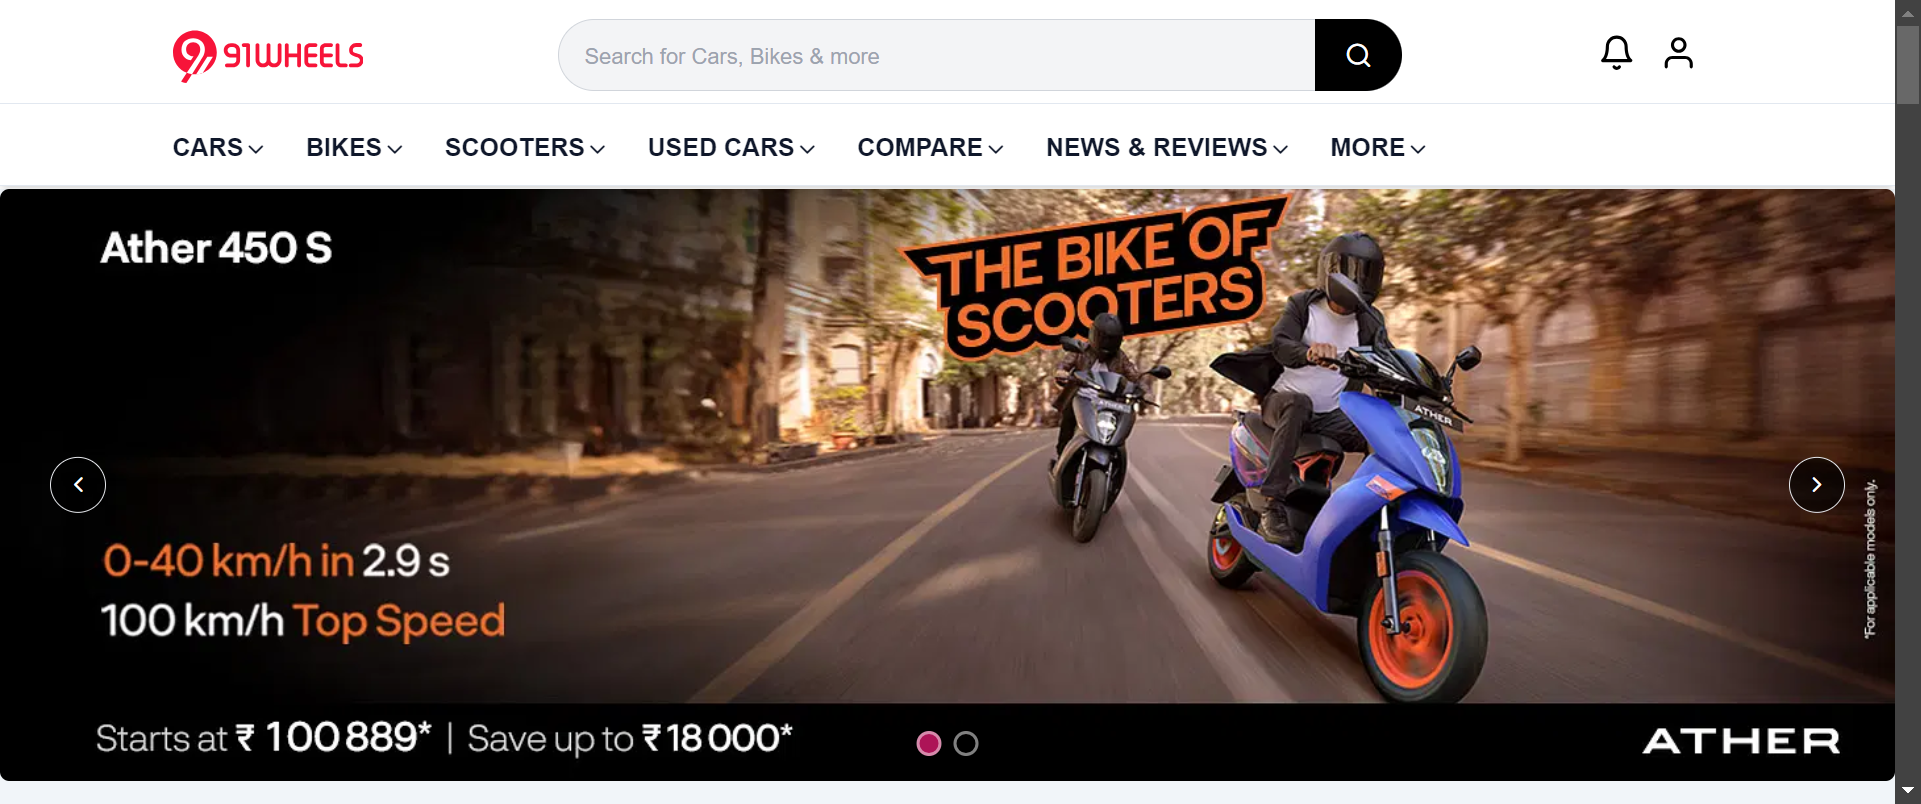 91WHEELS
Search for Cars, Bikes & more
CARS BIKES SCOOTERS USED CARS COMPARE NEWS & REVIEWS MORE
Ather 450 S
THE BIKE OF
SCOOTERS
ATHER
0-40 km/h in 2.9 s
100 km/h Top Speed
*For applicable models only.
Starts at ₹ 100 889* | Save up to ₹18 000*
ATHER